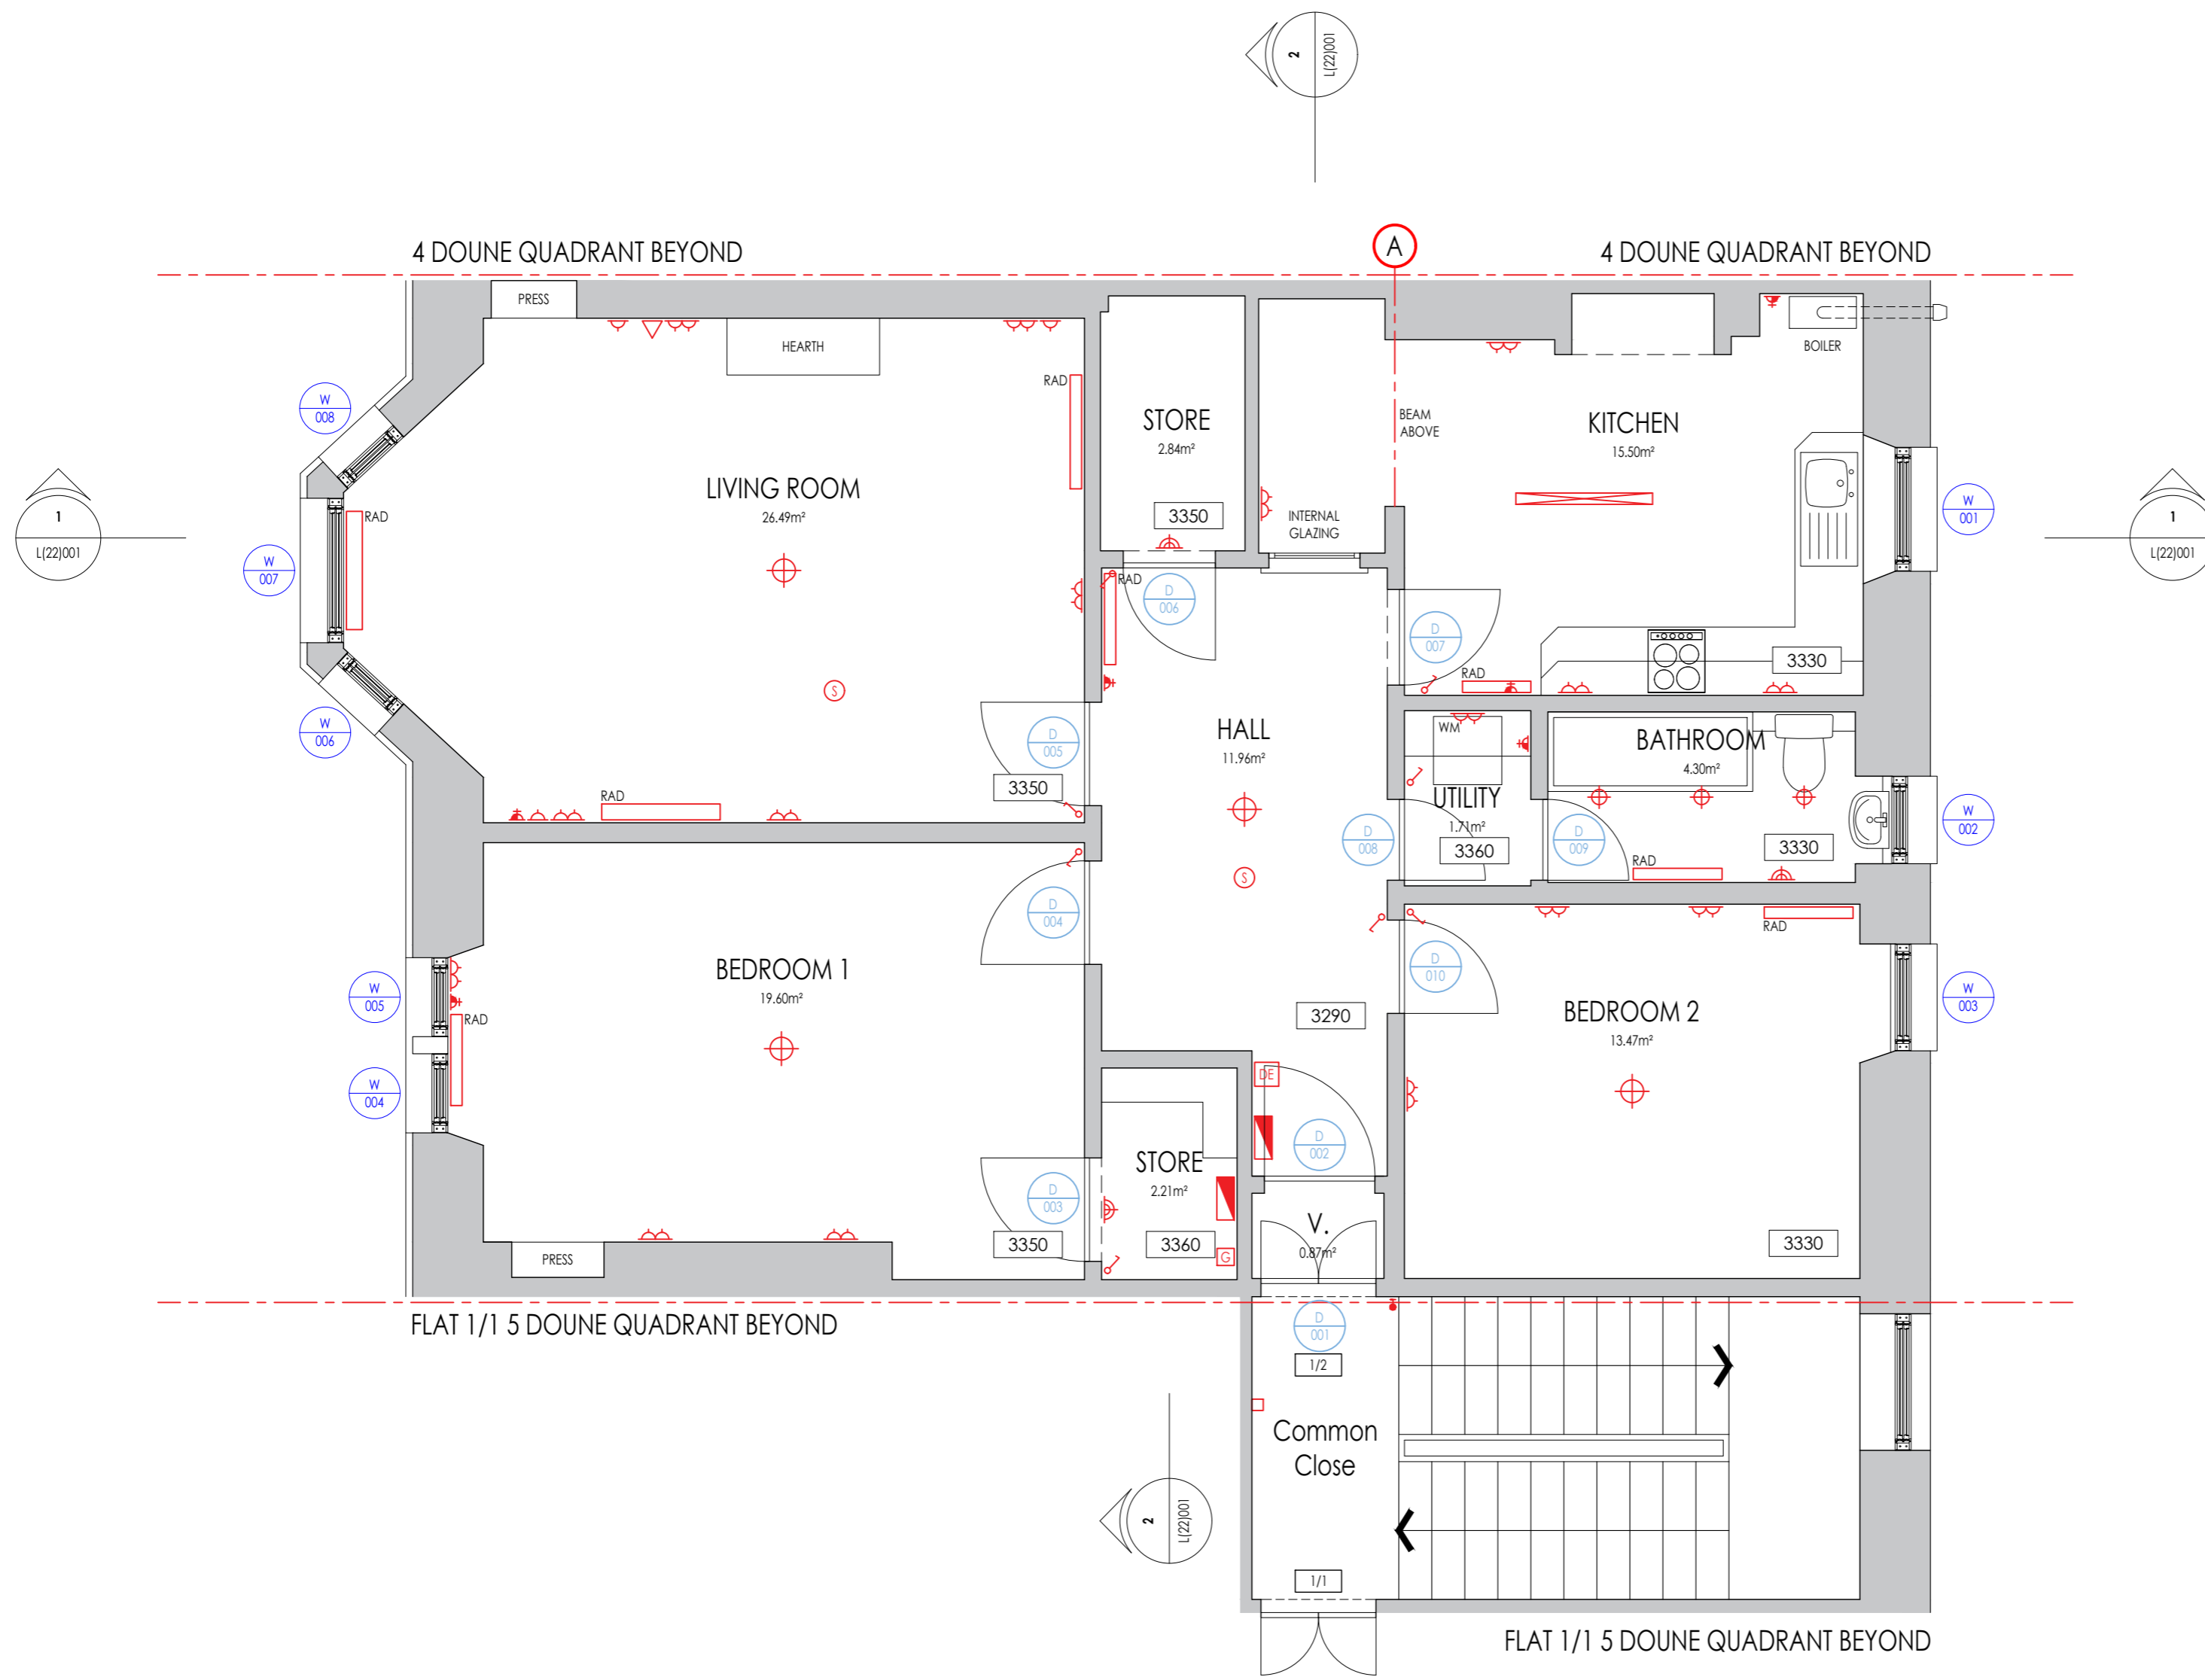 2
L(22)001
4 DOUNE QUADRANT BEYOND
A
4 DOUNE QUADRANT BEYOND
PRESS
HEARTH
BOILER
RAD
W
008
STORE
2.84m²
BEAM
ABOVE
KITCHEN
15.50m²
LIVING ROOM
26.49m²
1
L(22)001
RAD
3350
INTERNAL
GLAZING
W
001
1
L(22)001
W
007
RAD
D
006
D
007
3330
RAD
W
006
S
D
005
HALL
11.96m²
WM
BATHROOM
4.30m²
3350
RAD
UTILITY
1.71m²
D
008
3360
D
009
3330
RAD
W
002
S
D
004
RAD
BEDROOM 1
19.60m²
D
010
W
005
RAD
3290
BEDROOM 2
13.47m²
W
003
W
004
DE
D
002
STORE
2.21m²
D
003
V.
0.87m²
3350
PRESS
3360
G
3330
FLAT 1/1 5 DOUNE QUADRANT BEYOND
D
001
1/2
Common
Close
2
L(22)001
1/1
FLAT 1/1 5 DOUNE QUADRANT BEYOND